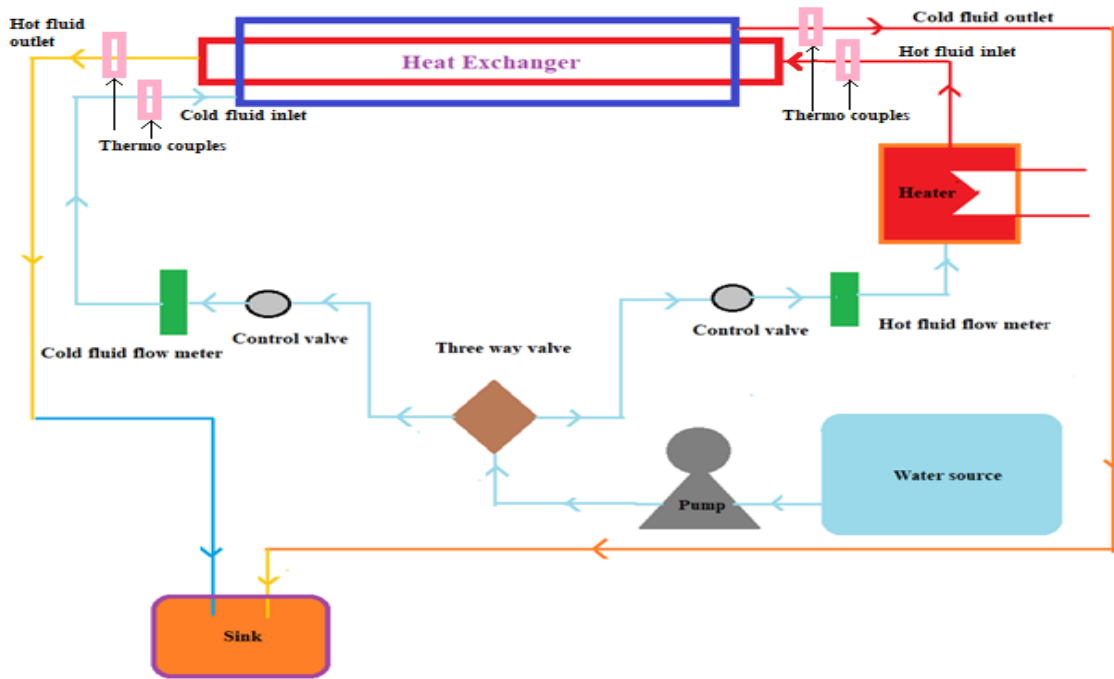 Hot fluid
outlet
Cold fluid outlet
Hot fluid inlet
Heat Exchanger
Cold fluid inlet
Thermo couples
Thermo couples
Heater
Control valve
Cold fluid flow meter
Three way valve
Control valve
Hot fluid flow meter
Water source
Pump
Sink